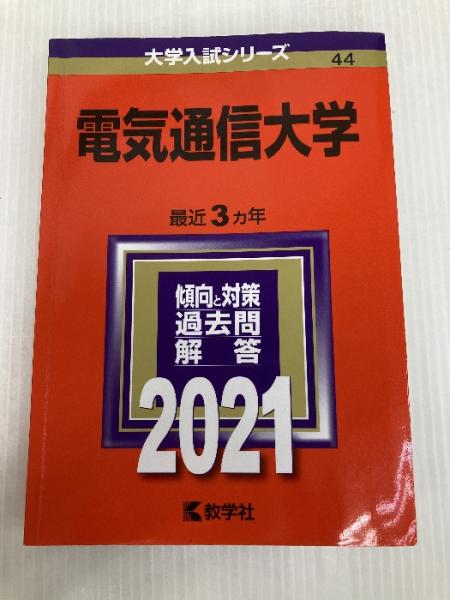 大学入試シリーズ
44
電気通信大学
最近3ヵ年
傾向と対策
過去問
解答
2021
教学社